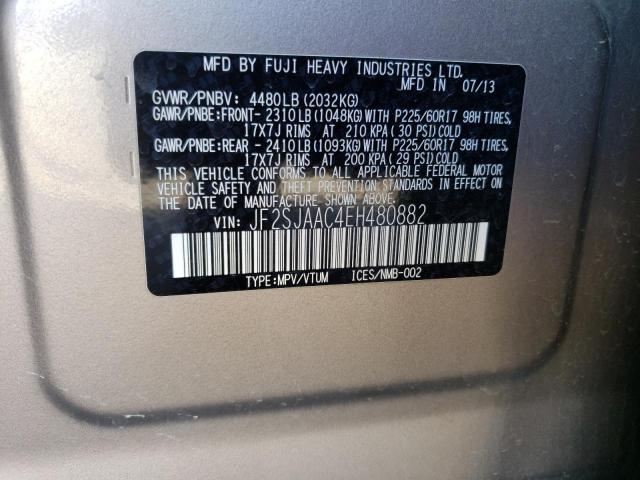 MFD BY FUJI HEAVY INDUSTRIES LTD.
MFD IN 07/13
GVWR/PNBV: 4480LB (2032KG)
GAWR/PNBE:FRONT- 2310LB (1048KG) WITH P225/60R17 98H TIRES,
17X7J RIMS AT 210 KPA (30 PSI) COLD
GAWR/PNBE:REAR - 2410LB (1093KG) WITH P225/60R17 98H TIRES,
17X7J RIMS AT 200 KPA (29 PSI) COLD
THIS VEHICLE CONFORMS TO ALL APPLICABLE FEDERAL MOTOR
VEHICLE SAFETY AND THEFT PREVENTION STANDARDS IN EFFECT ON
THE DATE OF MANUFACTURE SHOWN ABOVE.
VIN: JF2SJAAC4EH480882
TYPE:MPV/VTUM ICES/NMB-002